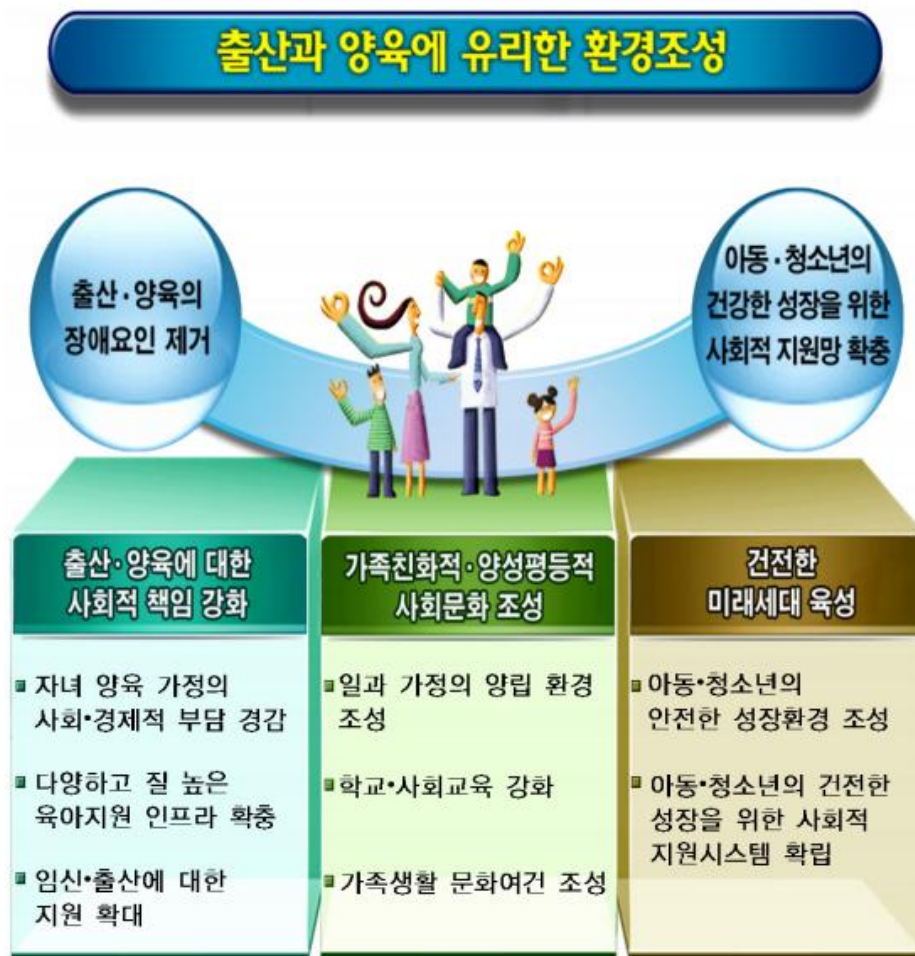 출산과 양육에 유리한 환경조성
출산·양육의
장애요인 제거
아동·청소년의
건강한 성장을 위한
사회적 지원망 확충
출산·양육에 대한
사회적 책임 강화
자녀 양육 가정의
사회·경제적 부담 경감
다양하고 질 높은
육아지원 인프라 확충
임신·출산에 대한
지원 확대
가족친화적·양성평등적
사회문화 조성
일과 가정의 양립 환경
조성
학교·사회교육 강화
가족생활 문화여건 조성
건전한
미래세대 육성
아동·청소년의
안전한 성장환경 조성
아동·청소년의 건전한
성장을 위한 사회적
지원시스템 확립